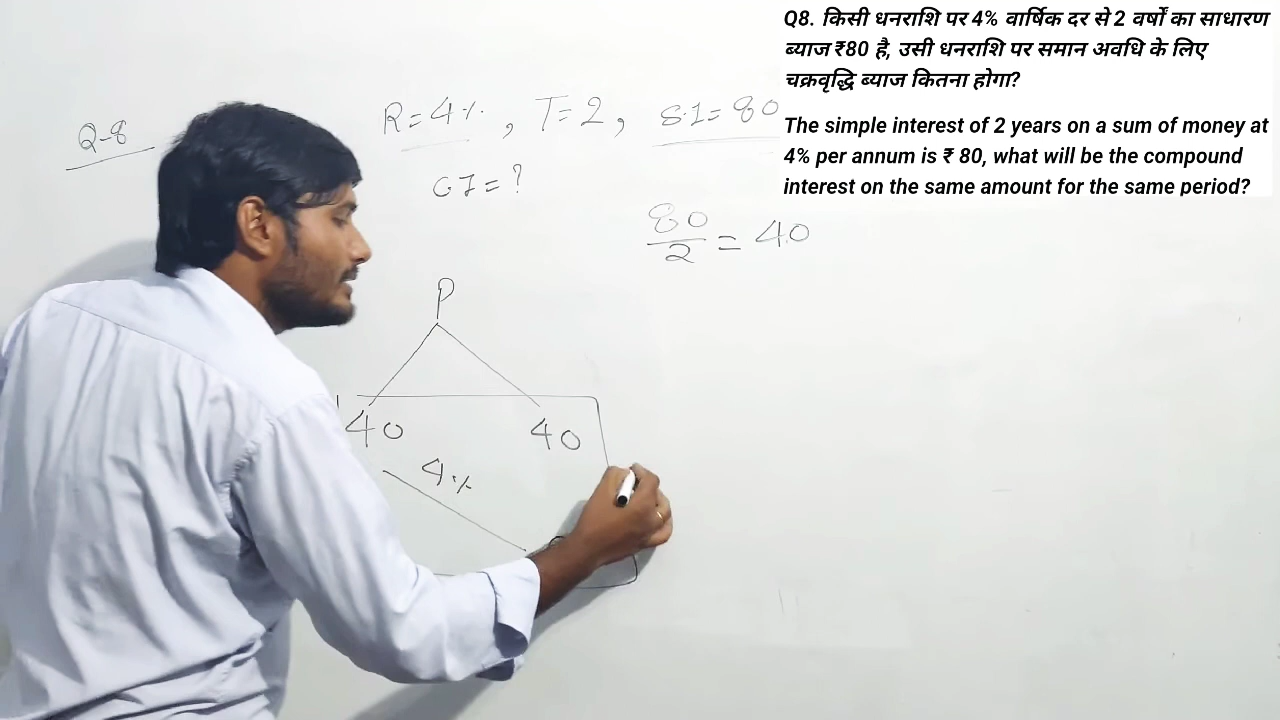 Q8. किसी धनराशि पर 4% वार्षिक दर से 2 वर्षों का साधारण
ब्याज ₹80 है, उसी धनराशि पर समान अवधि के लिए
चक्रवृद्धि ब्याज कितना होगा?
The simple interest of 2 years on a sum of money at
4% per annum is ₹ 80, what will be the compound
interest on the same amount for the same period?
Q-8
R=4%, T=2, S.I=80
CI=?
80/2 = 40
P
40 40
4%